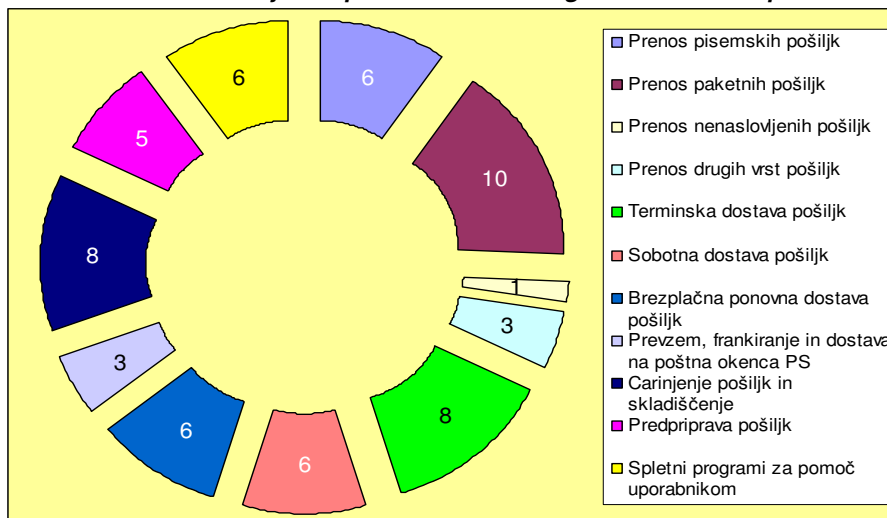 6
6
10
5
8
1
3
3
8
6
6
Prenos pisemskih pošiljk
Prenos paketnih pošiljk
Prenos nenaslovljenih pošiljk
Prenos drugih vrst pošiljk
Terminska dostava pošiljk
Sobotna dostava pošiljk
Brezplačna ponovna dostava
pošiljk
Prevzem, frankiranje in dostava
na poštna okenca PS
Carinjenje pošiljk in
skladiščenje
Predpriprava pošiljk
Spletni programi za pomoč
uporabnikom